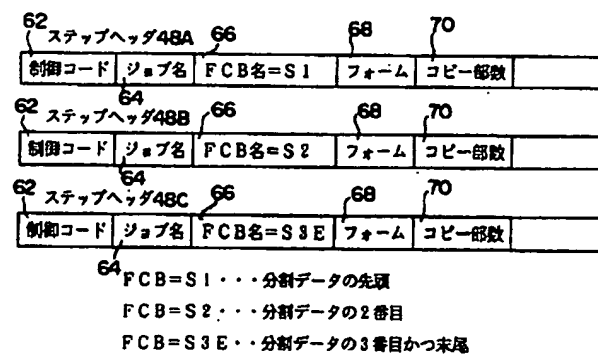 62 ステップヘッダ48A 66 68 70
制御コード ジョブ名 FCB名=S1 フォーム コピー部数
64
62 ステップヘッダ48B 66 68 70
制御コード ジョブ名 FCB名=S2 フォーム コピー部数
64
62 ステップヘッダ48C 66 68 70
制御コード ジョブ名 FCB名=S3E フォーム コピー部数
64
FCB=S1・・・分割データの先頭
FCB=S2・・・分割データの2番目
FCB=S3E・・分割データの3番目かつ末尾